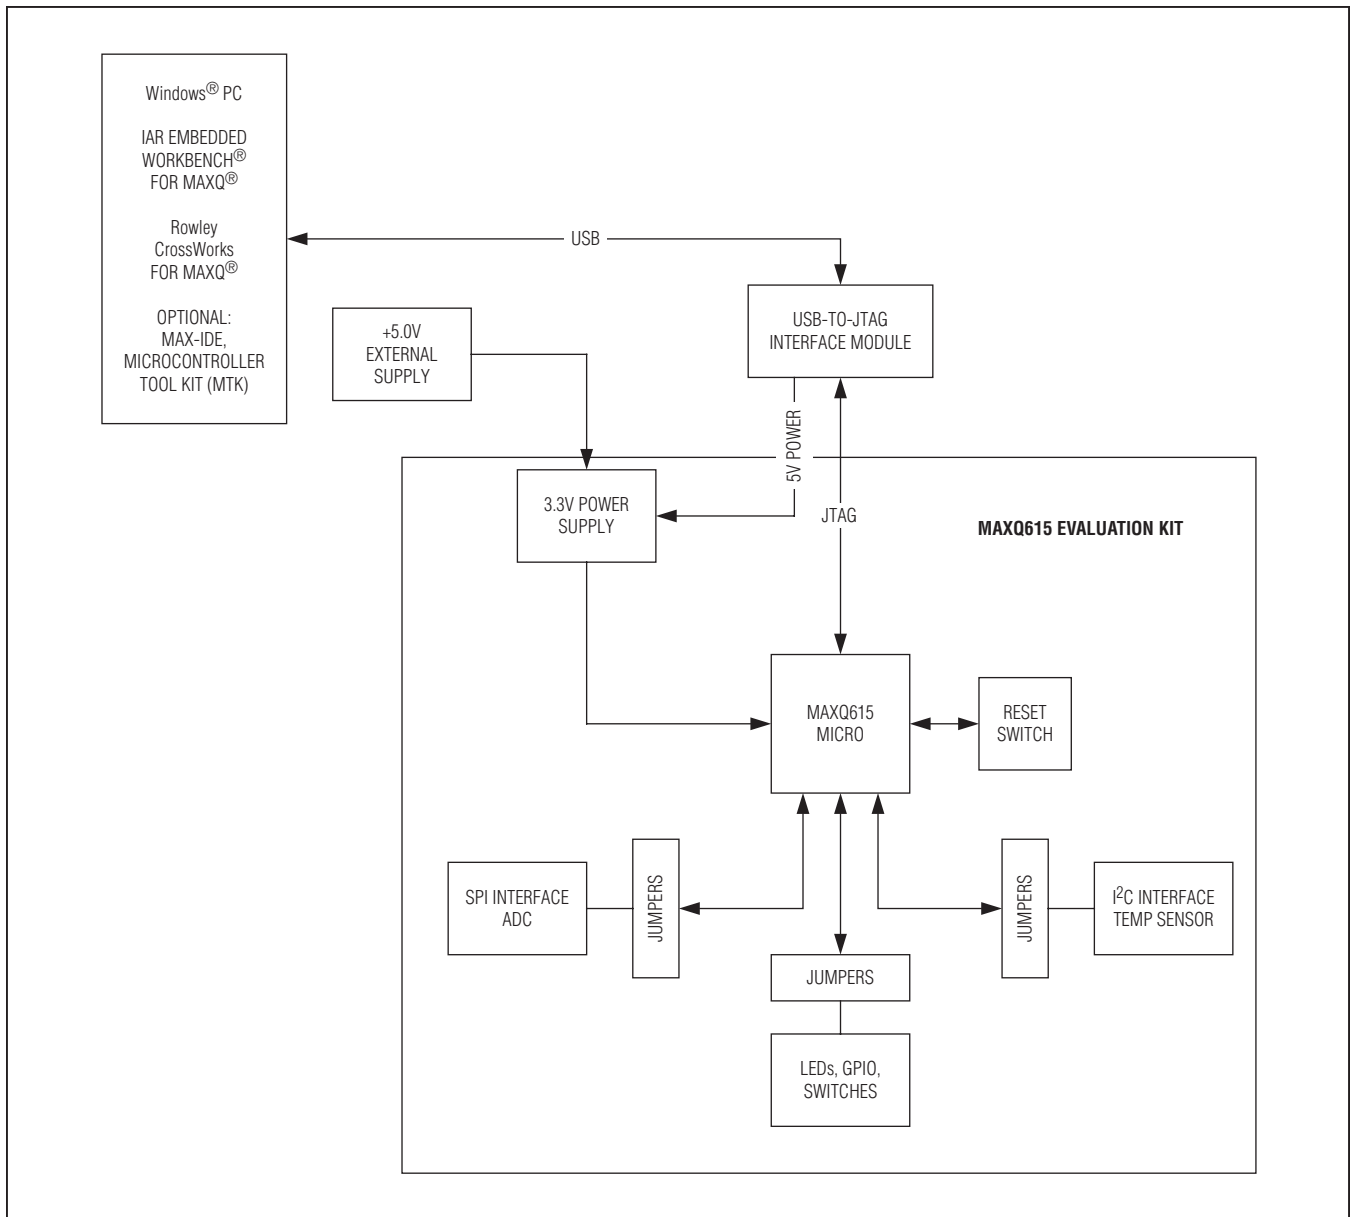 Windows® PC
IAR EMBEDDED
WORKBENCH®
FOR MAXQ®
Rowley
CrossWorks
FOR MAXQ®
OPTIONAL:
MAX-IDE,
MICROCONTROLLER
TOOL KIT (MTK)
USB
+5.0V
EXTERNAL
SUPPLY
USB-TO-JTAG
INTERFACE MODULE
5V POWER
3.3V POWER
SUPPLY
JTAG
MAXQ615 EVALUATION KIT
MAXQ615
MICRO
RESET
SWITCH
SPI INTERFACE
ADC
JUMPERS
JUMPERS
I2C INTERFACE
TEMP SENSOR
JUMPERS
LEDs, GPIO,
SWITCHES